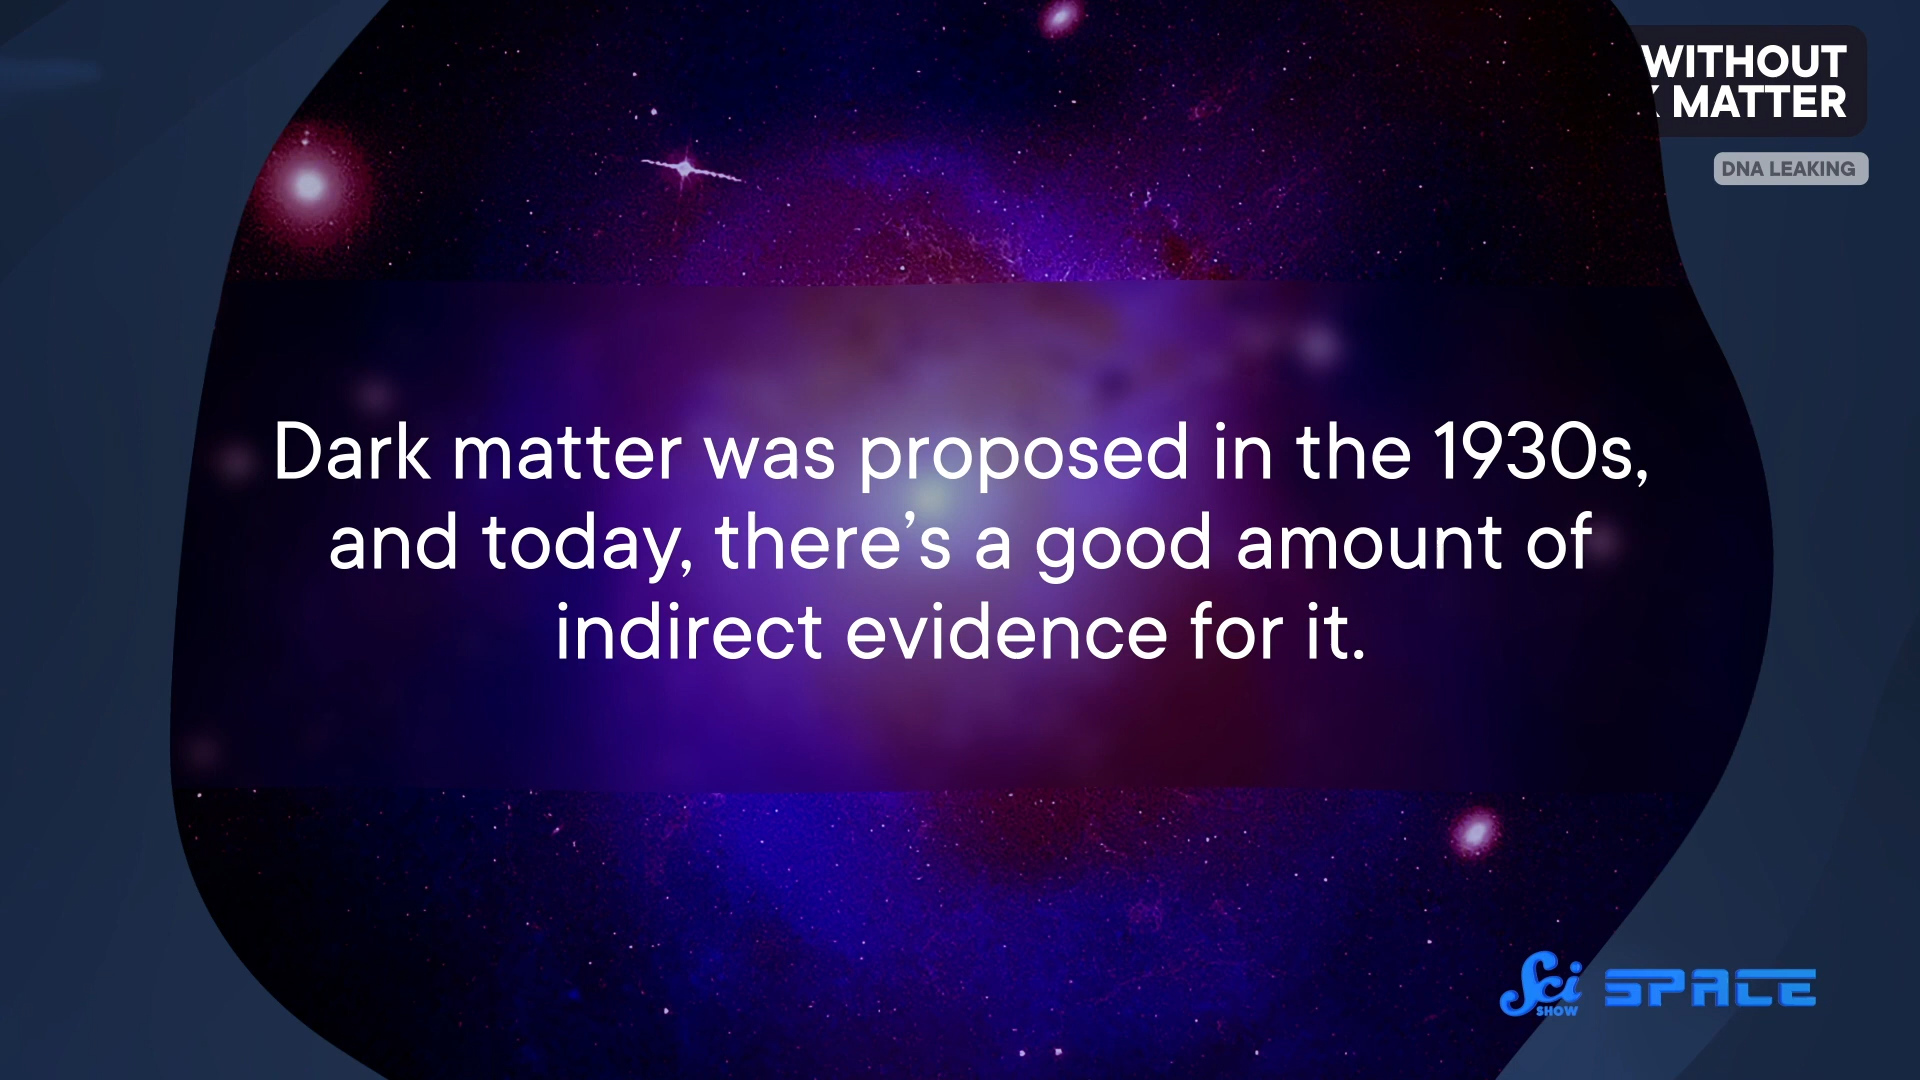 WITHOUT
MATTER
DNA LEAKING
Dark matter was proposed in the 1930s,
and today, there’s a good amount of
indirect evidence for it.
Sci SPACE
SHOW